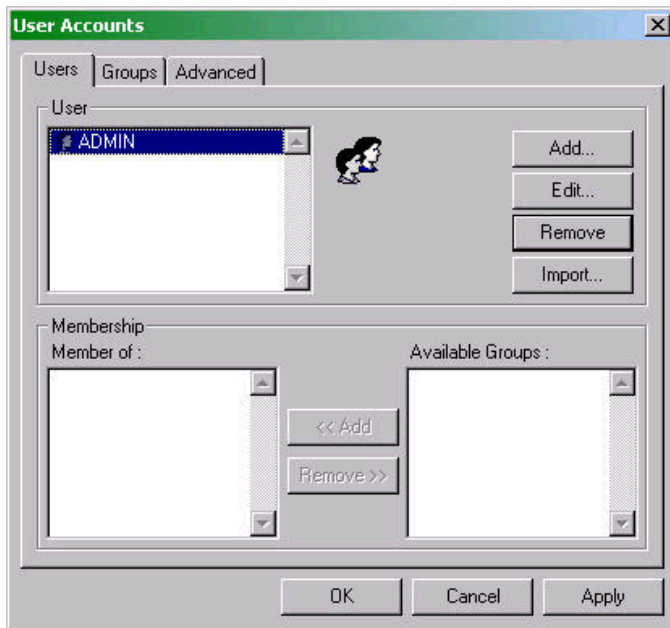 User Accounts
Users Groups Advanced
User
ADMIN
Add...
Edit...
Remove
Import...
Membership
Member of :
Available Groups :
<< Add
Remove >>
OK Cancel Apply